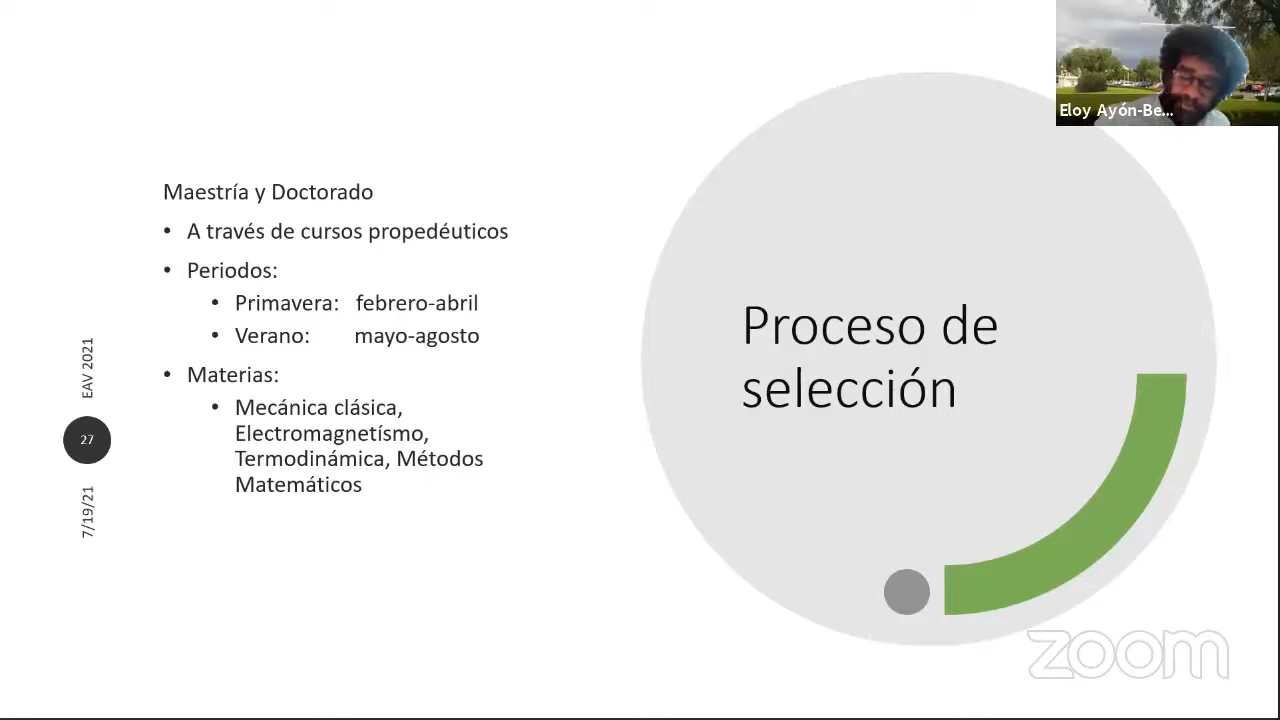 Eloy Ayón-Be...
Maestría y Doctorado
• A través de cursos propedéuticos
• Periodos:
• Primavera: febrero-abril
• Verano: mayo-agosto
• Materias:
• Mecánica clásica,
Electromagnetísmo,
Termodinámica, Métodos
Matemáticos
Proceso de
selección
EAV 2021
27
7/19/21
zoom